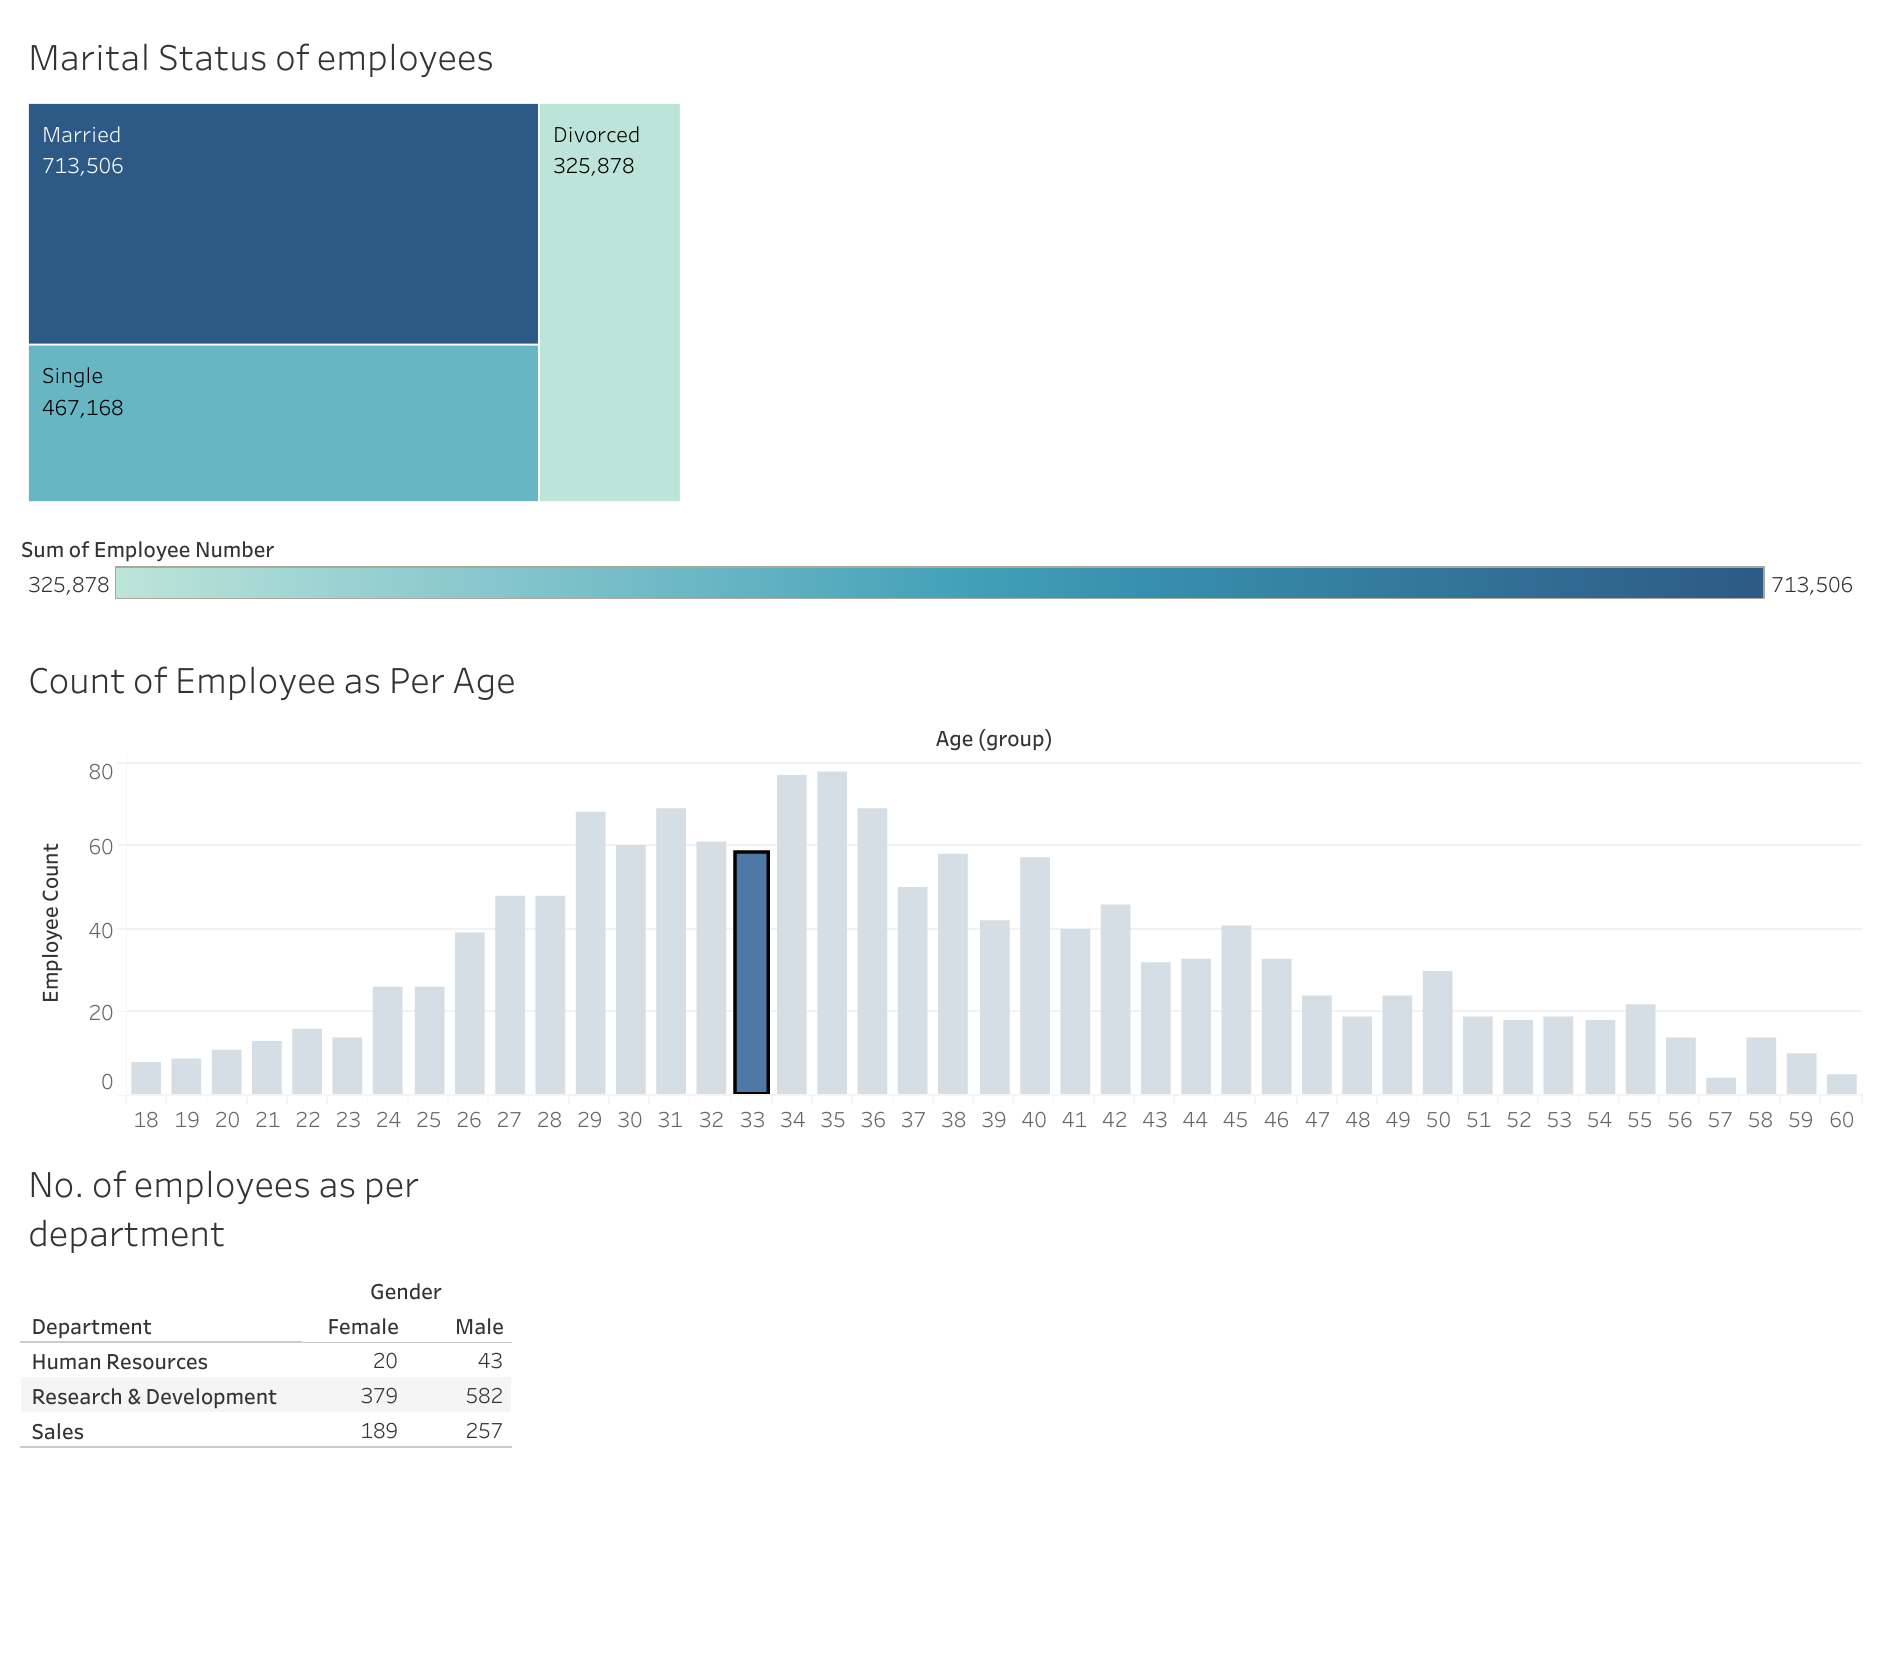 Marital Status of employees
Married
713,506
Divorced
325,878
Single
467,168
Sum of Employee Number
325,878 713,506
Count of Employee as Per Age
Age (group)
Employee Count
80
60
40
20
0
18 19 20 21 22 23 24 25 26 27 28 29 30 31 32 33 34 35 36 37 38 39 40 41 42 43 44 45 46 47 48 49 50 51 52 53 54 55 56 57 58 59 60
No. of employees as per
department
Gender
Department Female Male
Human Resources 20 43
Research & Development 379 582
Sales 189 257